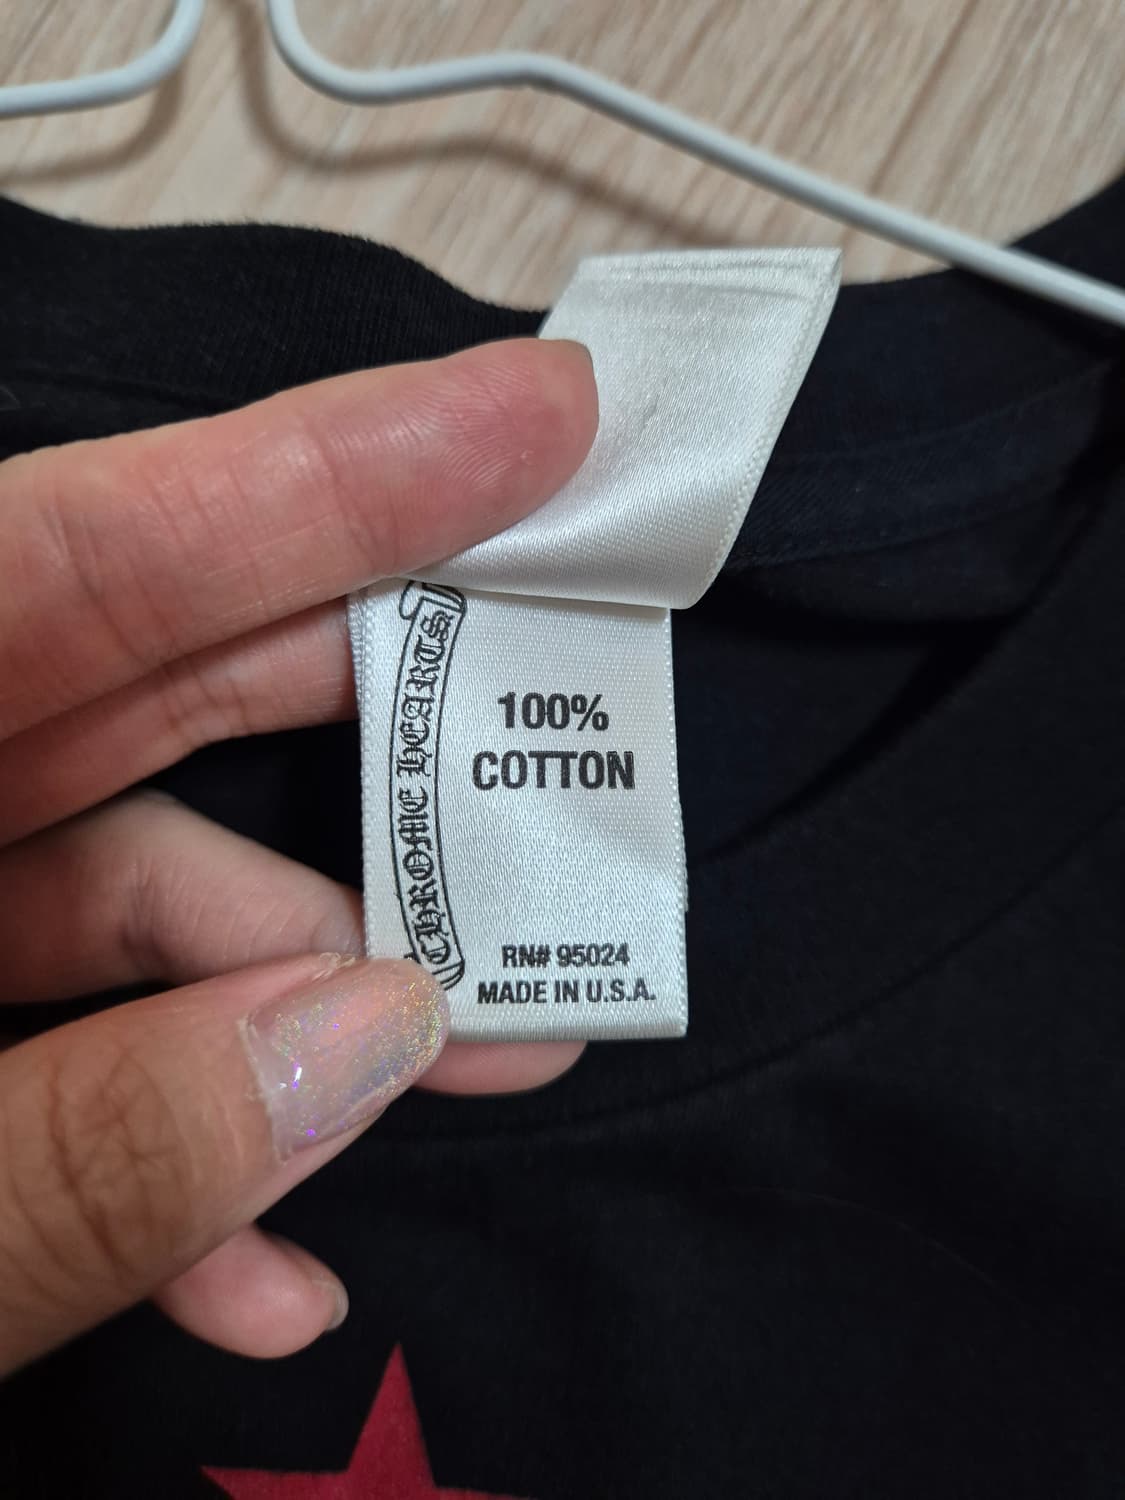 CHROME HEARTS
100%
COTTON
RN# 95024
MADE IN U.S.A.